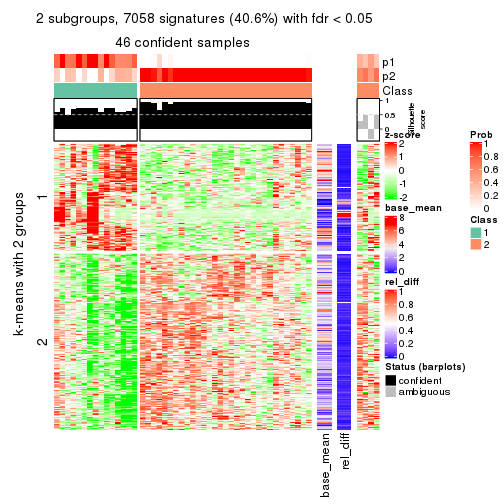 2 subgroups, 7058 signatures (40.6%) with fdr < 0.05
46 confident samples
p1
p2
Class
1
0.5
0
Silhouette
score
k-means with 2 groups
1
2
base_mean
rel_diff
z-score
2
1
0
-1
-2
base_mean
8
6
4
2
0
rel_diff
1
0.8
0.6
0.4
0.2
0
Status (barplots)
confident
ambiguous
Prob
1
0.8
0.6
0.4
0.2
0
Class
1
2